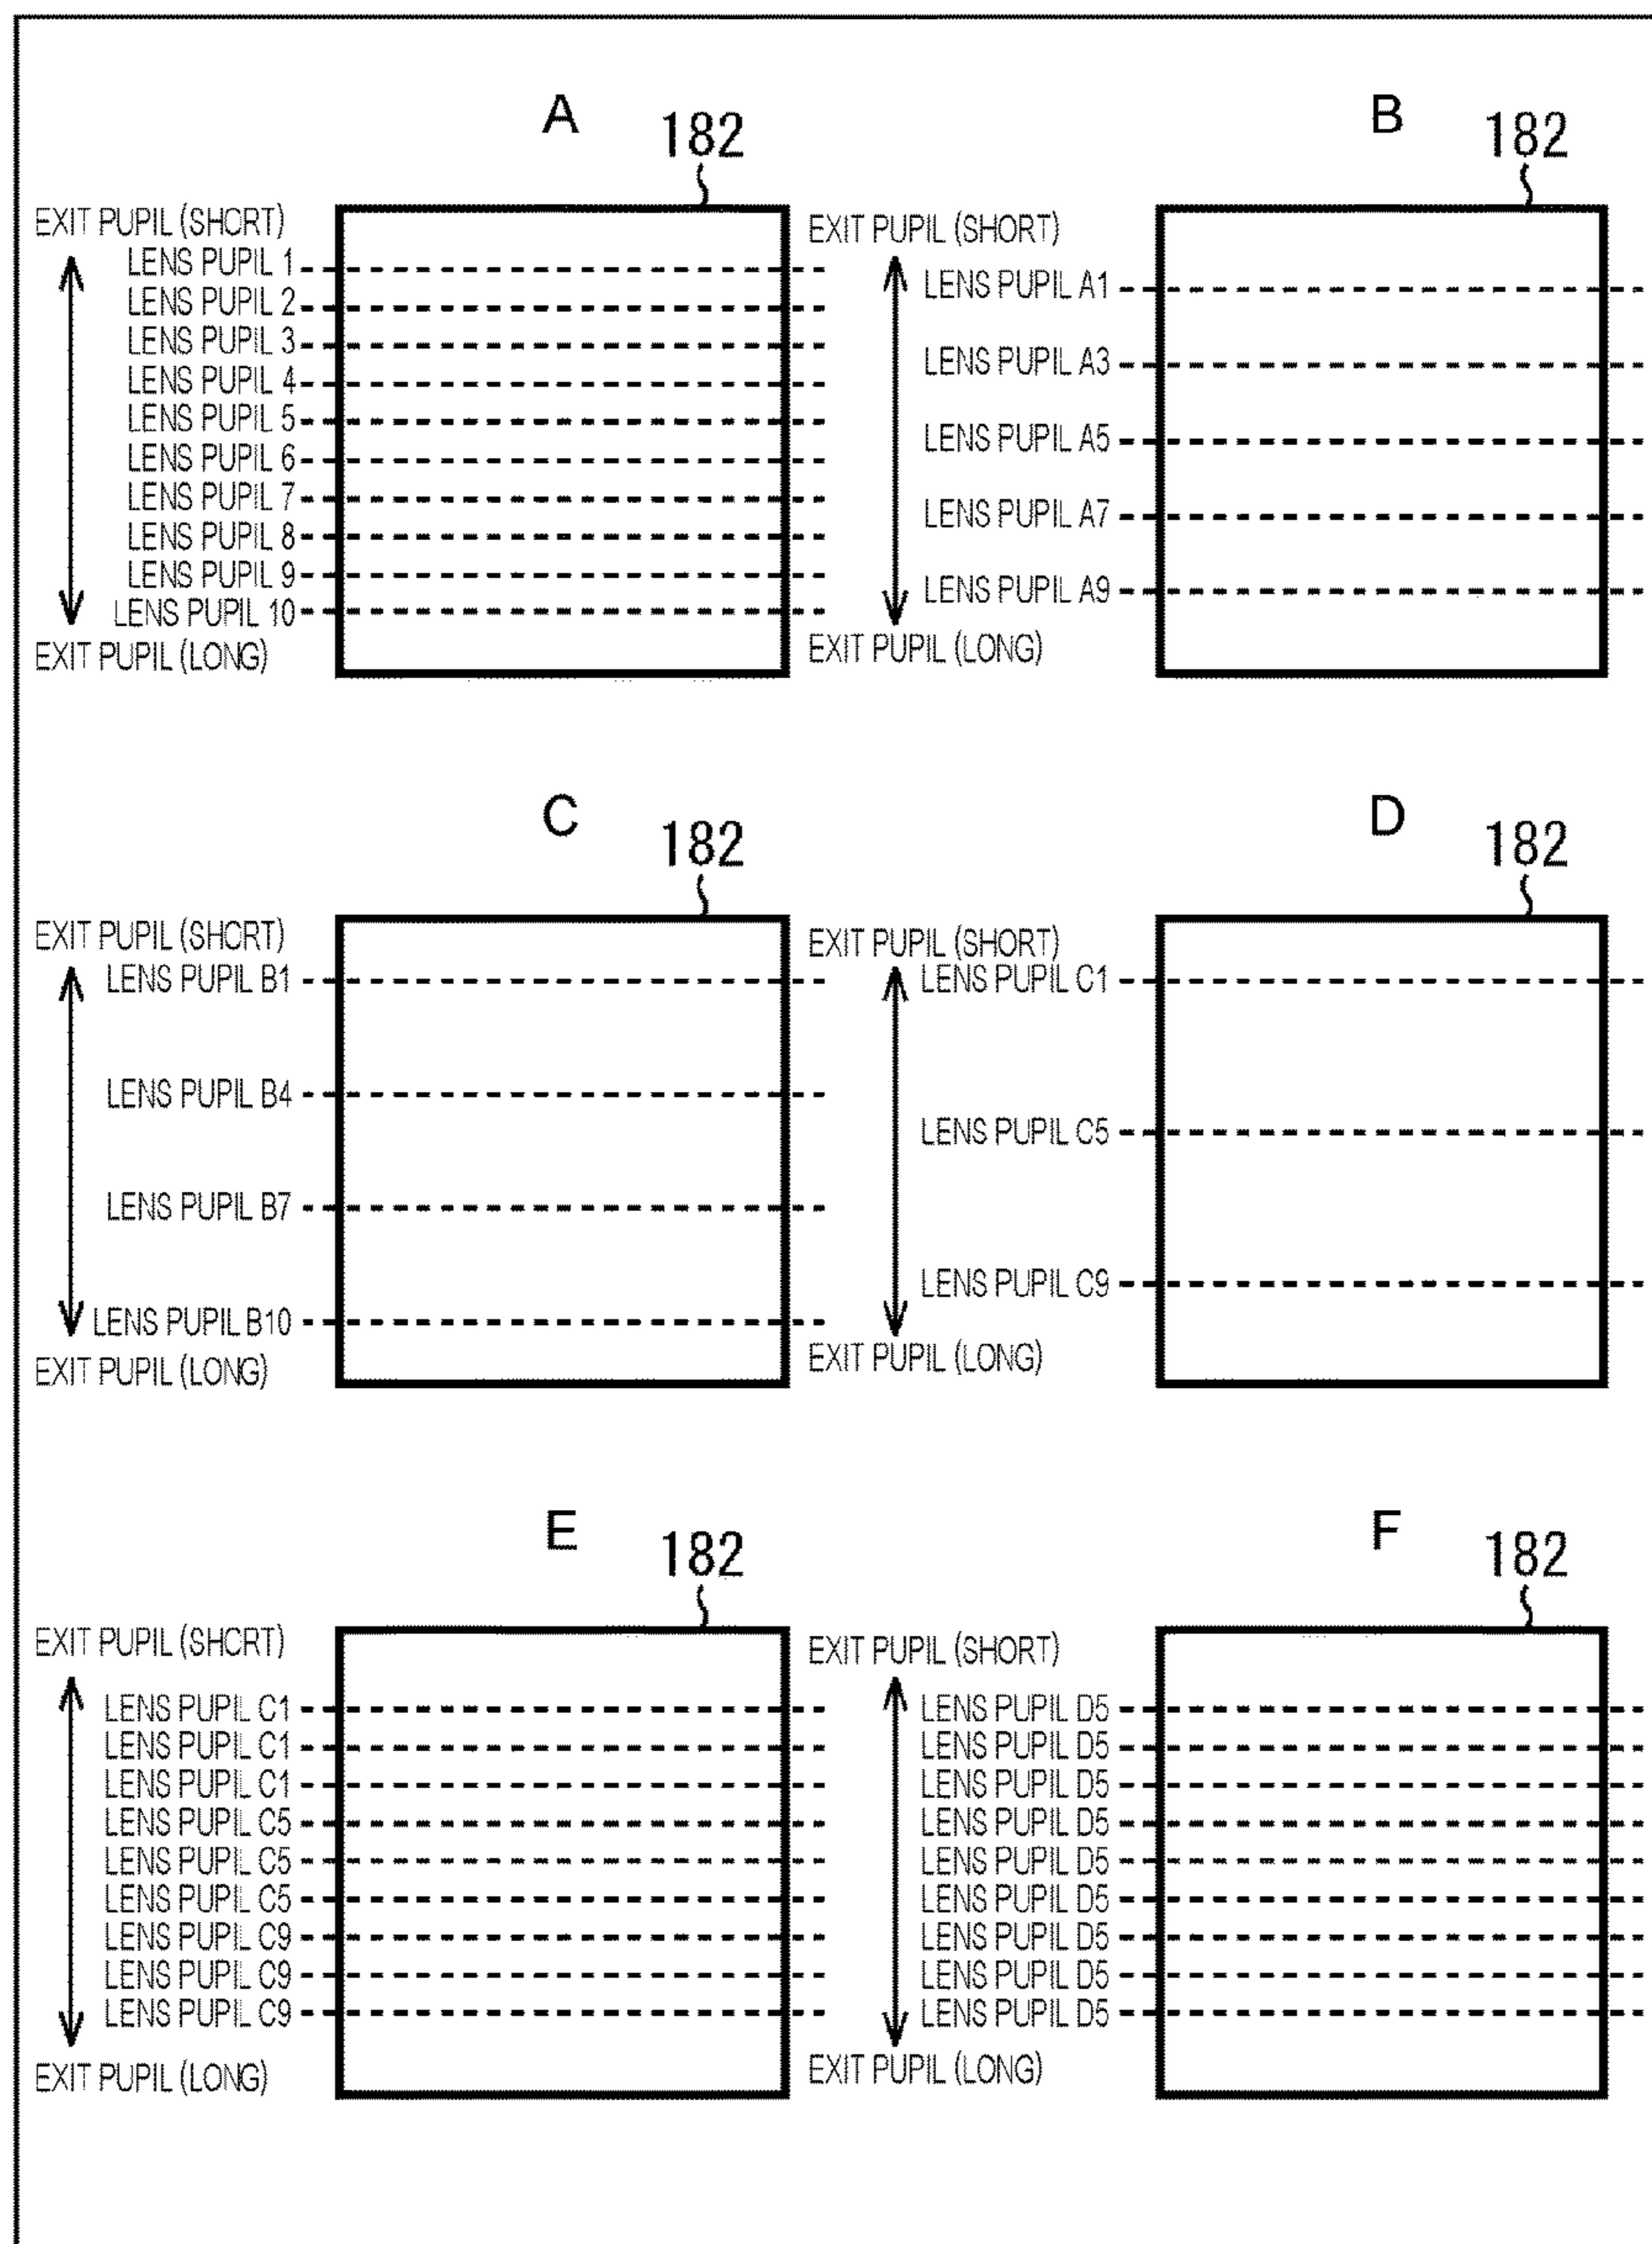 A
182
EXIT PUPIL (SHORT)
LENS PUPIL 1
LENS PUPIL 2
LENS PUPIL 3
LENS PUPIL 4
LENS PUPIL 5
LENS PUPIL 6
LENS PUPIL 7
LENS PUPIL 8
LENS PUPIL 9
LENS PUPIL 10
EXIT PUPIL (LONG)
B
182
EXIT PUPIL (SHORT)
LENS PUPIL A1
LENS PUPIL A3
LENS PUPIL A5
LENS PUPIL A7
LENS PUPIL A9
EXIT PUPIL (LONG)
C
182
EXIT PUPIL (SHCRT)
LENS PUPIL B1
LENS PUPIL B4
LENS PUPIL B7
LENS PUPIL B10
EXIT PUPIL (LONG)
D
182
EXIT PUPIL (SHORT)
LENS PUPIL C1
LENS PUPIL C5
LENS PUPIL C9
EXIT PUPIL (LONG)
E
182
EXIT PUPIL (SHCRT)
LENS PUPIL C1
LENS PUPIL C1
LENS PUPIL C1
LENS PUPIL C5
LENS PUPIL C5
LENS PUPIL C5
LENS PUPIL C9
LENS PUPIL C9
LENS PUPIL C9
EXIT PUPIL (LONG)
F
182
EXIT PUPIL (SHORT)
LENS PUPIL D5
LENS PUPIL D5
LENS PUPIL D5
LENS PUPIL D5
LENS PUPIL D5
LENS PUPIL D5
LENS PUPIL D5
LENS PUPIL D5
LENS PUPIL D5
EXIT PUPIL (LONG)